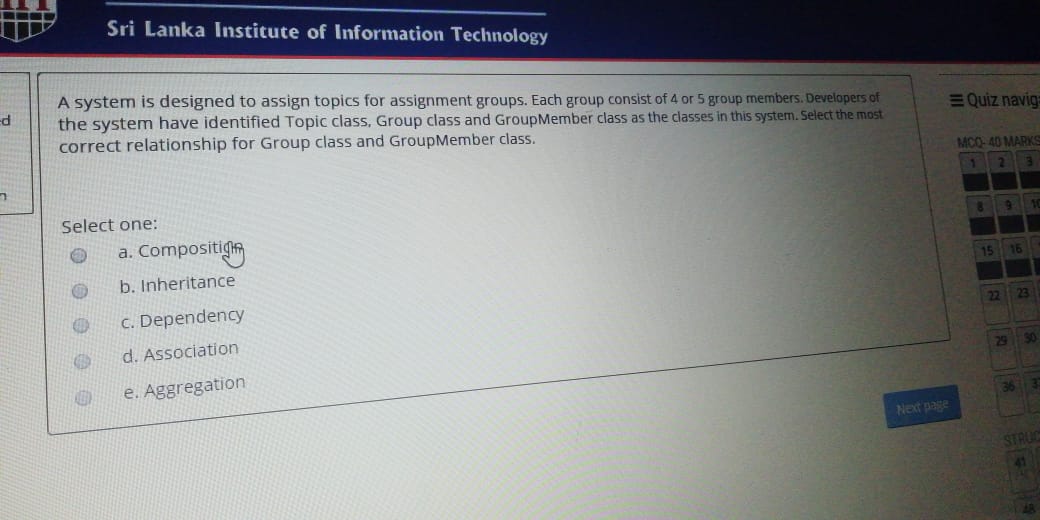 Sri Lanka Institute of Information Technology
A system is designed to assign topics for assignment groups. Each group consist of 4 or 5 group members. Developers of
the system have identified Topic class, Group class and GroupMember class as the classes in this system. Select the most
correct relationship for Group class and GroupMember class.
Select one:
a. Composition
b. Inheritance
c. Dependency
d. Association
e. Aggregation
Next page
Quiz navig
MCQ- 40 MARKS
1 2 3
8 9 10
15 16
22 23
29 30
36 37
STRUC
41
48